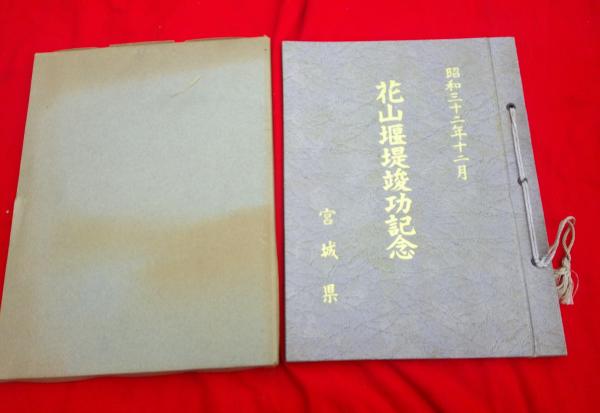 昭和三十二年十二月
花山堰堤竣功記念
宮城県